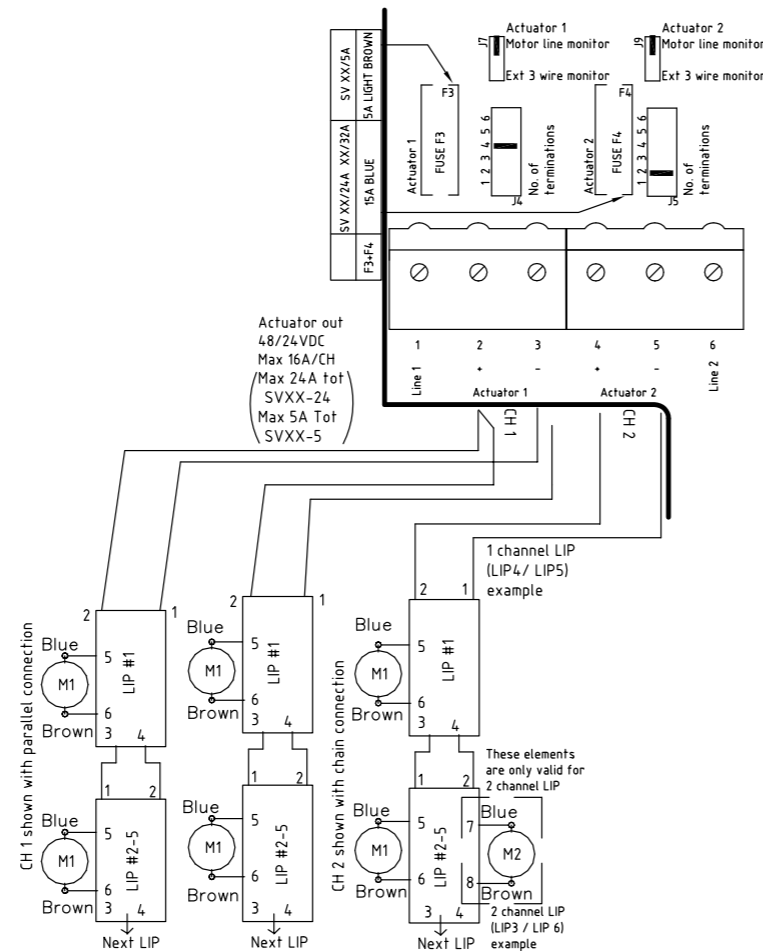 SV XX/5A
5A LIGHT BROWN
SV XX/24A XX/32A
15A BLUE
F3+F4
J7
Actuator 1
Motor line monitor
Ext 3 wire monitor
J9
Actuator 2
Motor line monitor
Ext 3 wire monitor
Actuator 1
FUSE F3
F3
1 2 3 4 5 6
J4
No. of
terminations
Actuator 2
FUSE F4
F4
1 2 3 4 5 6
J5
No. of
terminations
1 2 3 4 5 6
Line 1 + - + - Line 2
Actuator 1 Actuator 2
CH 1 CH 2
Actuator out
48/24VDC
Max 16A/CH
(Max 24A tot
SVXX-24
Max 5A Tot
SVXX-5)
1 channel LIP
(LIP4/ LIP5)
example
CH 1 shown with parallel connection
2 1
Blue
5
M1
LIP #1
6
Brown
3 4
1 2
Blue
5
M1
LIP #2-5
6
Brown
3 4
Next LIP
2 1
Blue
5
M1
LIP #1
6
Brown
3 4
1 2
Blue
5
M1
LIP #2-5
6
Brown
3 4
Next LIP
CH 2 shown with chain connection
2 1
Blue
5
M1
LIP #1
6
Brown
3 4
These elements
are only valid for
2 channel LIP
1 2
Blue
5
M1
LIP #2-5
6
Brown
3 4
Next LIP
7
Blue
M2
8
Brown
2 channel LIP
(LIP3 / LIP 6)
example